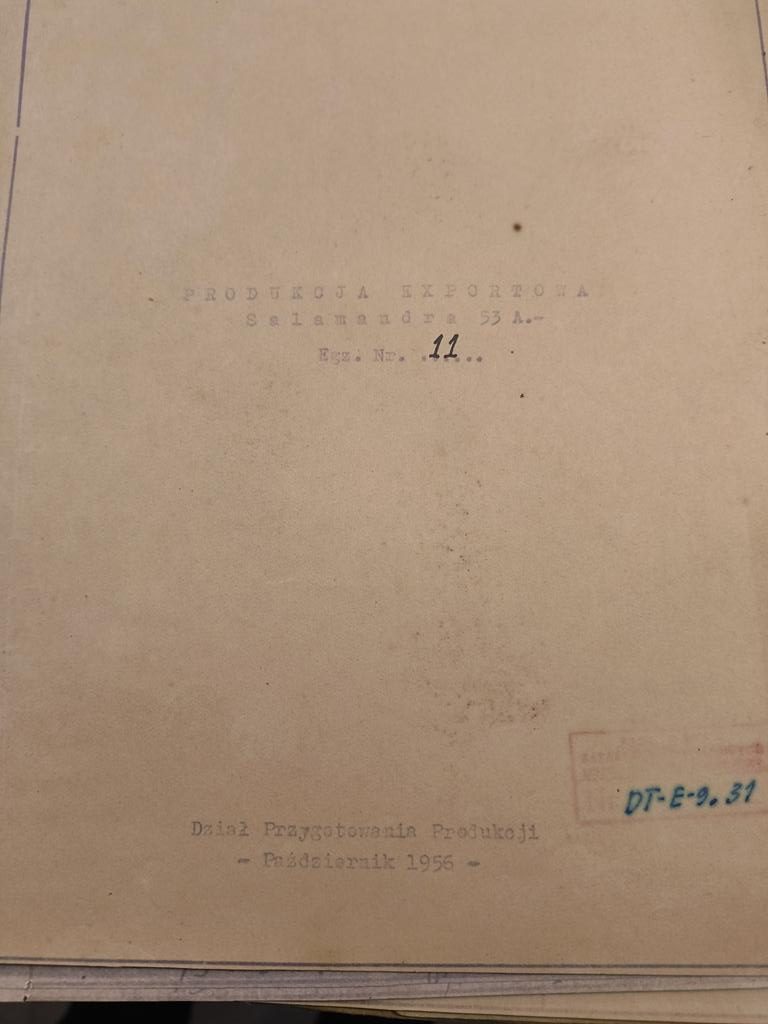 PRODUKCJA EXPORTOWA
Salamandra 53 A.-
Egz. Nr. ..11....
DT-E-9.31
Dział Przygotowania Produkcji
- Październik 1956 -